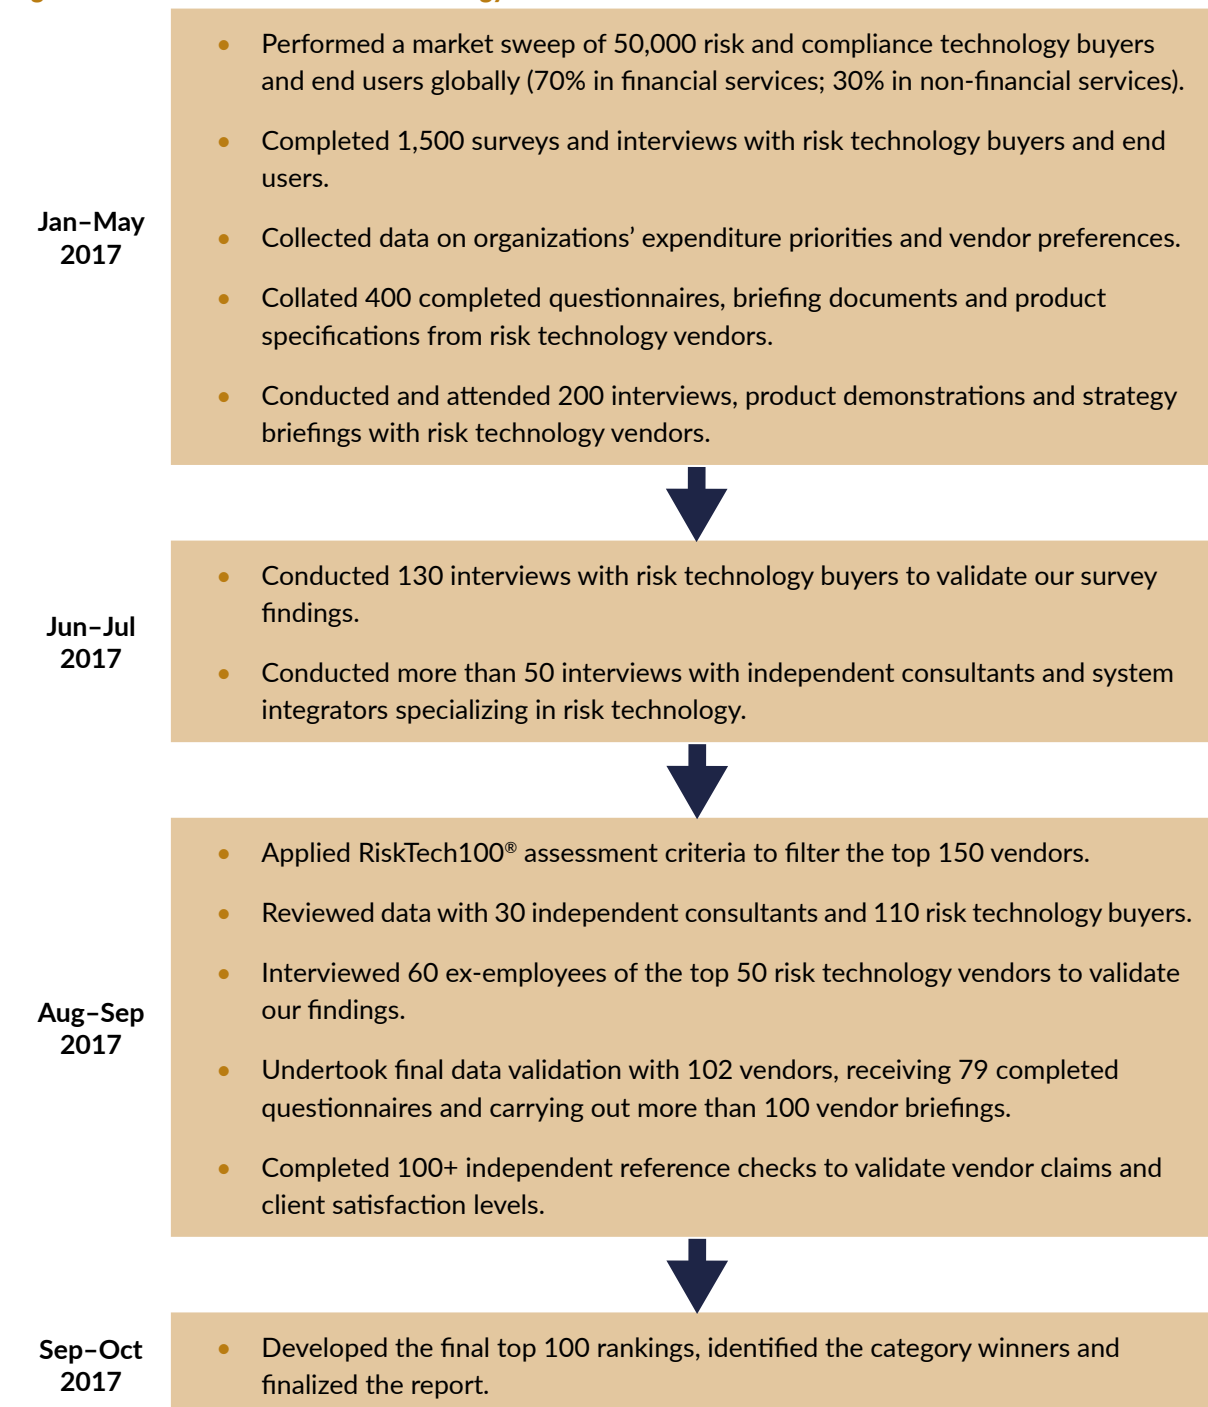 • Performed a market sweep of 50,000 risk and compliance technology buyers
and end users globally (70% in financial services; 30% in non-financial services).
• Completed 1,500 surveys and interviews with risk technology buyers and end
users.
Jan–May
2017
• Collected data on organizations’ expenditure priorities and vendor preferences.
• Collated 400 completed questionnaires, briefing documents and product
specifications from risk technology vendors.
• Conducted and attended 200 interviews, product demonstrations and strategy
briefings with risk technology vendors.
• Conducted 130 interviews with risk technology buyers to validate our survey
findings.
Jun–Jul
2017
• Conducted more than 50 interviews with independent consultants and system
integrators specializing in risk technology.
• Applied RiskTech100® assessment criteria to filter the top 150 vendors.
• Reviewed data with 30 independent consultants and 110 risk technology buyers.
• Interviewed 60 ex-employees of the top 50 risk technology vendors to validate
our findings.
Aug–Sep
2017
• Undertook final data validation with 102 vendors, receiving 79 completed
questionnaires and carrying out more than 100 vendor briefings.
• Completed 100+ independent reference checks to validate vendor claims and
client satisfaction levels.
Sep–Oct
2017
• Developed the final top 100 rankings, identified the category winners and
finalized the report.